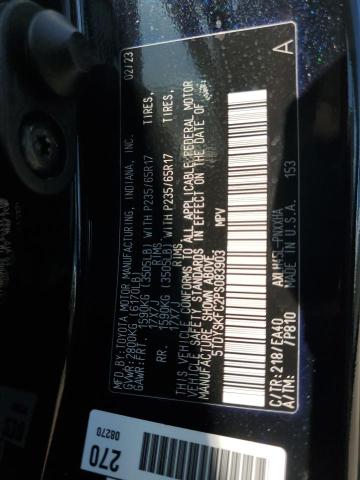 MFD. BY: TOYOTA MOTOR MANUFACTURING, INDIANA, INC. 02/23
GVWR: 2800KG (6170LB)
GAWR: FRT. 1590KG (3505LB) WITH P235/65R17 TIRES,
17X7J RIMS,
RR. 1590KG (3505LB) WITH P235/65R17 TIRES,
17X7J RIMS,
THIS VEHICLE CONFORMS TO ALL APPLICABLE FEDERAL MOTOR
VEHICLE SAFETY STANDARDS IN EFFECT ON THE DATE OF
MANUFACTURE SHOWN ABOVE.
MPV
C/TR: 218/EA40
A/TM: /P810
MADE IN U.S.A.
153
A
270
08270